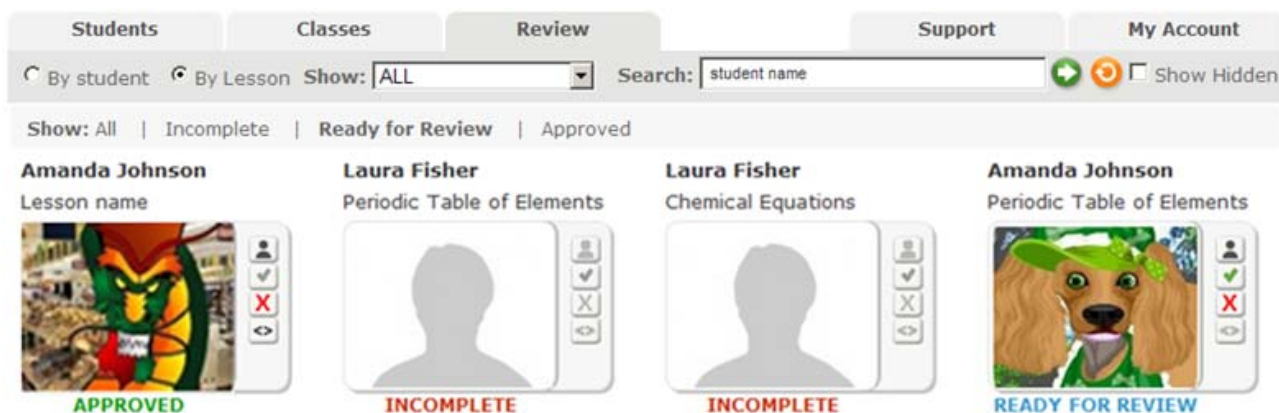 Students Classes Review Support My Account
By student By Lesson Show: ALL Search: student name Show Hidden
Show: All | Incomplete | Ready for Review | Approved
Amanda Johnson Laura Fisher Laura Fisher Amanda Johnson
Lesson name Periodic Table of Elements Chemical Equations Periodic Table of Elements
APPROVED INCOMPLETE INCOMPLETE READY FOR REVIEW